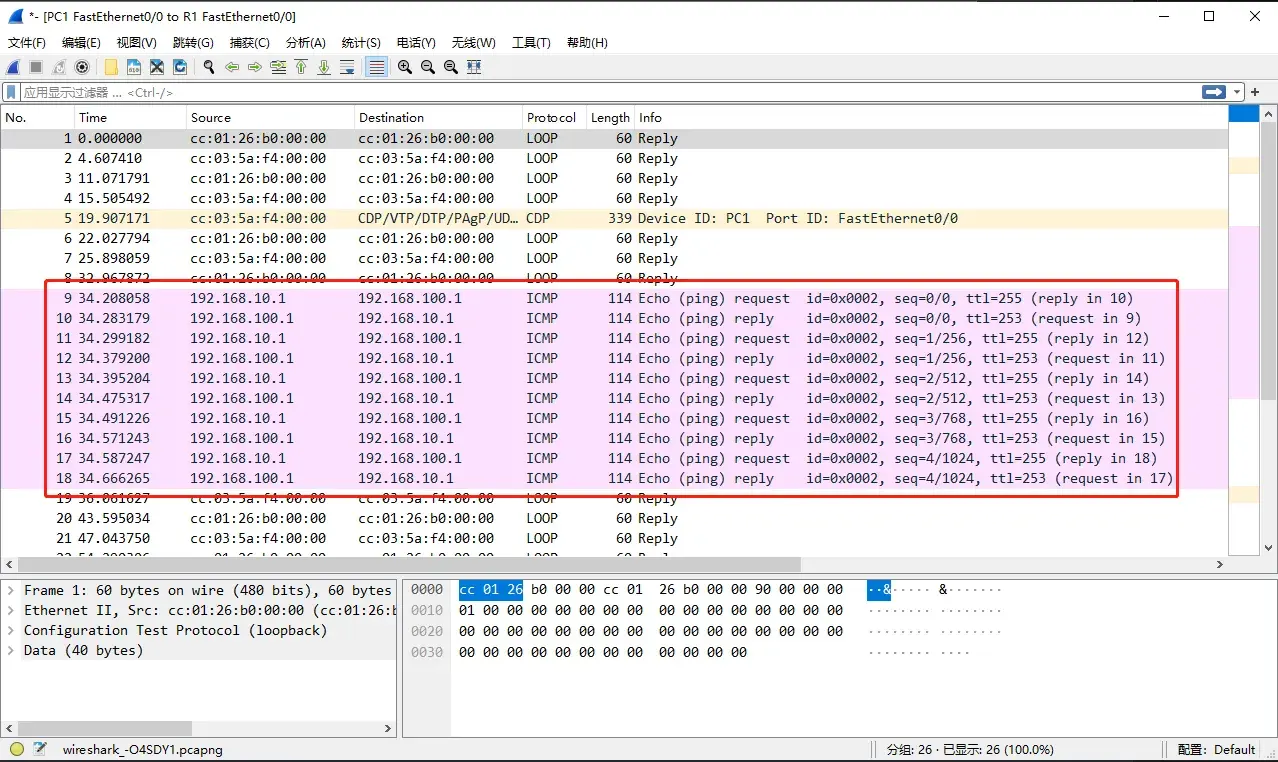 *- [PC1 FastEthernet0/0 to R1 FastEthernet0/0]
文件(F) 编辑(E) 视图(V) 跳转(G) 捕获(C) 分析(A) 统计(S) 电话(Y) 无线(W) 工具(T) 帮助(H)
应用显示过滤器 … <Ctrl-/>
No. Time Source Destination Protocol Length Info
1 0.000000 cc:01:26:b0:00:00 cc:01:26:b0:00:00 LOOP 60 Reply
2 4.607410 cc:03:5a:f4:00:00 cc:03:5a:f4:00:00 LOOP 60 Reply
3 11.071791 cc:01:26:b0:00:00 cc:01:26:b0:00:00 LOOP 60 Reply
4 15.505492 cc:03:5a:f4:00:00 cc:03:5a:f4:00:00 LOOP 60 Reply
5 19.907171 cc:03:5a:f4:00:00 CDP/VTP/DTP/PAgP/UD… CDP 339 Device ID: PC1 Port ID: FastEthernet0/0
6 22.027794 cc:01:26:b0:00:00 cc:01:26:b0:00:00 LOOP 60 Reply
7 25.898059 cc:03:5a:f4:00:00 cc:03:5a:f4:00:00 LOOP 60 Reply
8 32.967872 cc:01:26:b0:00:00 cc:01:26:b0:00:00 LOOP 60 Reply
9 34.208058 192.168.10.1 192.168.100.1 ICMP 114 Echo (ping) request id=0x0002, seq=0/0, ttl=255 (reply in 10)
10 34.283179 192.168.100.1 192.168.10.1 ICMP 114 Echo (ping) reply id=0x0002, seq=0/0, ttl=253 (request in 9)
11 34.299182 192.168.10.1 192.168.100.1 ICMP 114 Echo (ping) request id=0x0002, seq=1/256, ttl=255 (reply in 12)
12 34.379200 192.168.100.1 192.168.10.1 ICMP 114 Echo (ping) reply id=0x0002, seq=1/256, ttl=253 (request in 11)
13 34.395204 192.168.10.1 192.168.100.1 ICMP 114 Echo (ping) request id=0x0002, seq=2/512, ttl=255 (reply in 14)
14 34.475317 192.168.100.1 192.168.10.1 ICMP 114 Echo (ping) reply id=0x0002, seq=2/512, ttl=253 (request in 13)
15 34.491226 192.168.10.1 192.168.100.1 ICMP 114 Echo (ping) request id=0x0002, seq=3/768, ttl=255 (reply in 16)
16 34.571243 192.168.100.1 192.168.10.1 ICMP 114 Echo (ping) reply id=0x0002, seq=3/768, ttl=253 (request in 15)
17 34.587247 192.168.10.1 192.168.100.1 ICMP 114 Echo (ping) request id=0x0002, seq=4/1024, ttl=255 (reply in 18)
18 34.666265 192.168.100.1 192.168.10.1 ICMP 114 Echo (ping) reply id=0x0002, seq=4/1024, ttl=253 (request in 17)
19 36.061627 cc:03:5a:f4:00:00 cc:03:5a:f4:00:00 LOOP 60 Reply
20 43.595034 cc:01:26:b0:00:00 cc:01:26:b0:00:00 LOOP 60 Reply
21 47.043750 cc:03:5a:f4:00:00 cc:03:5a:f4:00:00 LOOP 60 Reply
Frame 1: 60 bytes on wire (480 bits), 60 bytes
Ethernet II, Src: cc:01:26:b0:00:00 (cc:01:26:b
Configuration Test Protocol (loopback)
Data (40 bytes)
0000 cc 01 26 b0 00 00 cc 01 26 b0 00 00 90 00 00 00 ··&····· &·······
0010 01 00 00 00 00 00 00 00 00 00 00 00 00 00 00 00 ········ ········
0020 00 00 00 00 00 00 00 00 00 00 00 00 00 00 00 00 ········ ········
0030 00 00 00 00 00 00 00 00 00 00 00 00 ········ ····
wireshark_-O4SDY1.pcapng
分组: 26 · 已显示: 26 (100.0%)
配置: Default